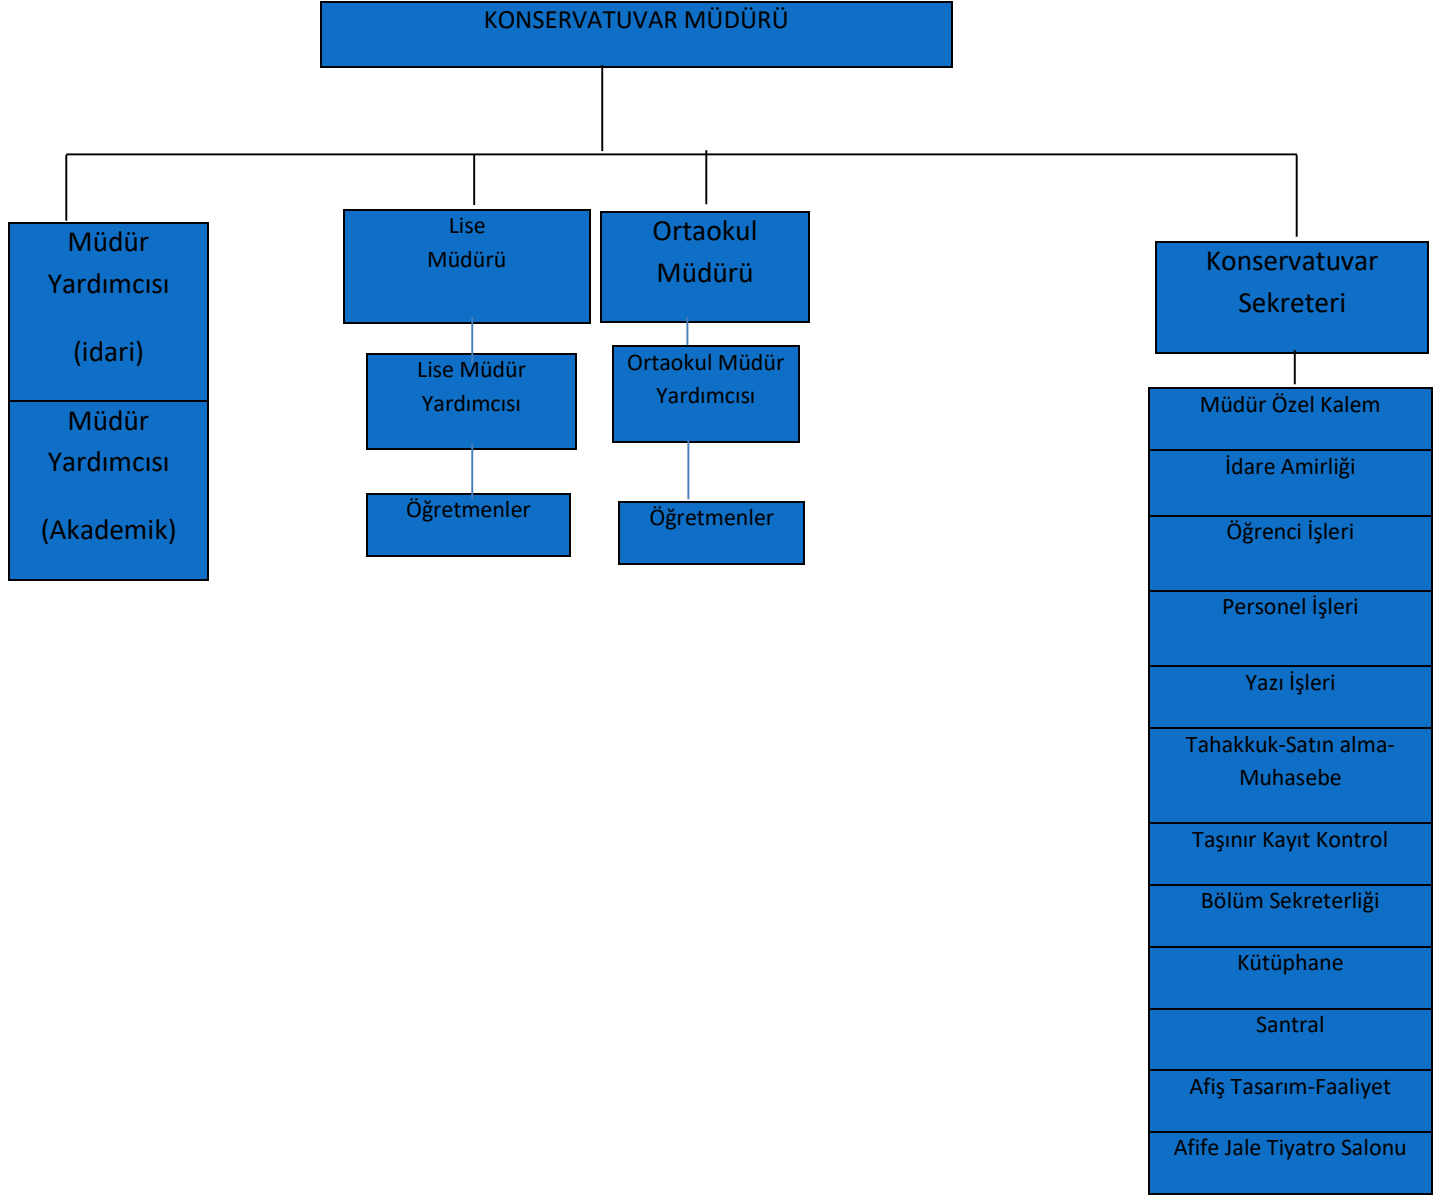 KONSERVATUVAR MÜDÜRÜ
Müdür
Yardımcısı
(idari)
Müdür
Yardımcısı
(Akademik)
Lise
Müdürü
Lise Müdür
Yardımcısı
Öğretmenler
Ortaokul
Müdürü
Ortaokul Müdür
Yardımcısı
Öğretmenler
Konservatuvar
Sekreteri
Müdür Özel Kalem
İdare Amirliği
Öğrenci İşleri
Personel İşleri
Yazı İşleri
Tahakkuk-Satın alma-
Muhasebe
Taşınır Kayıt Kontrol
Bölüm Sekreterliği
Kütüphane
Santral
Afiş Tasarım-Faaliyet
Afife Jale Tiyatro Salonu